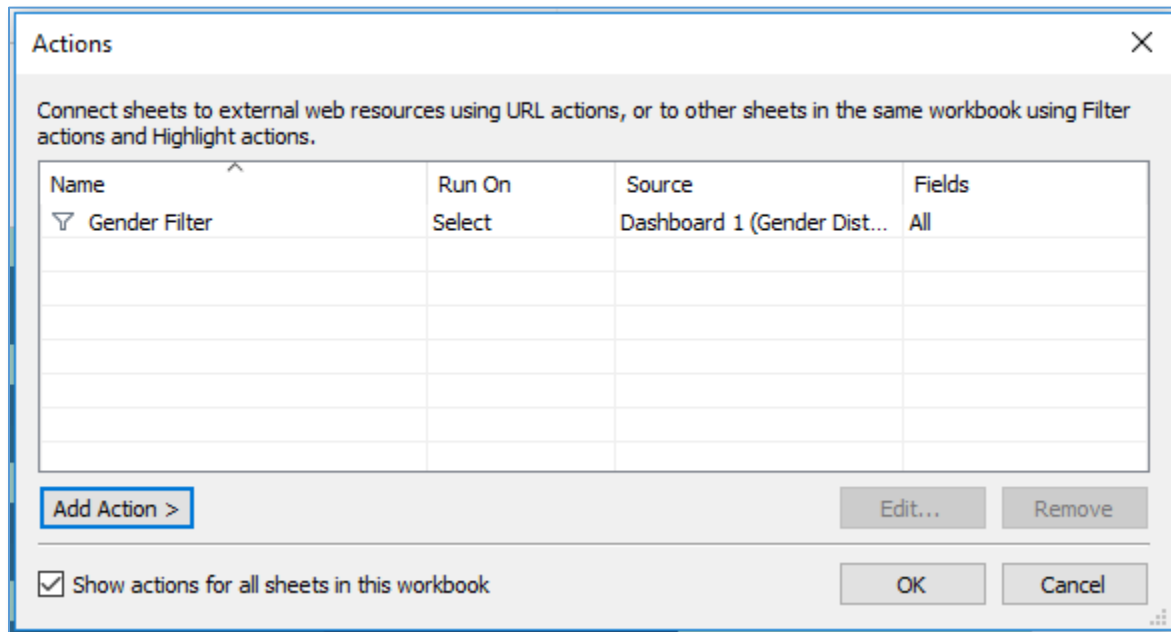 Actions
Connect sheets to external web resources using URL actions, or to other sheets in the same workbook using Filter
actions and Highlight actions.
Name Run On Source Fields
Gender Filter Select Dashboard 1 (Gender Dist... All
Add Action > Edit... Remove
Show actions for all sheets in this workbook OK Cancel